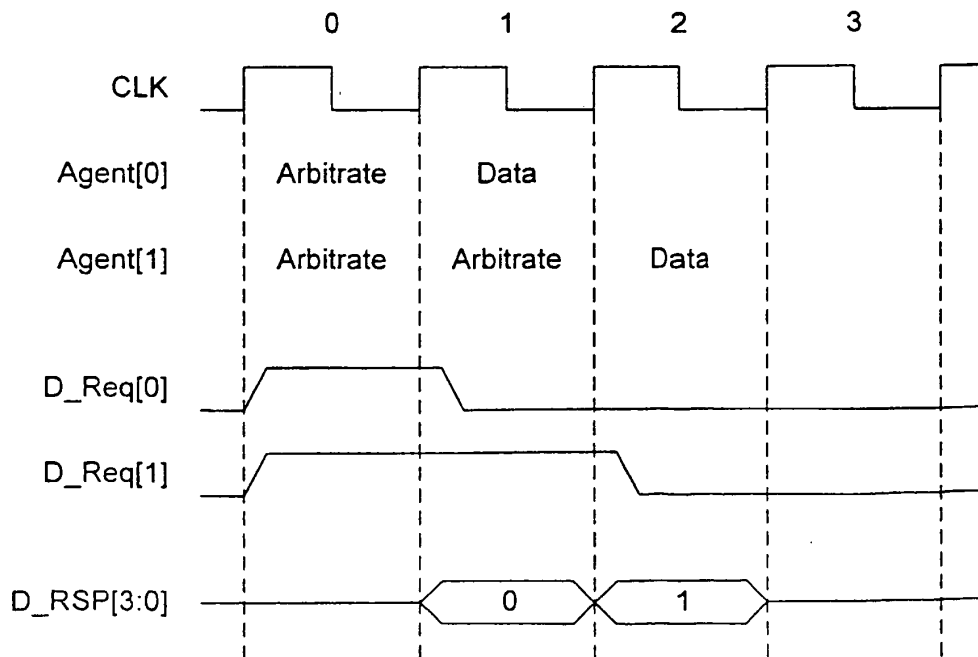 0 1 2 3
CLK
Agent[0] Arbitrate Data
Agent[1] Arbitrate Arbitrate Data
D_Req[0]
D_Req[1]
D_RSP[3:0] 0 1